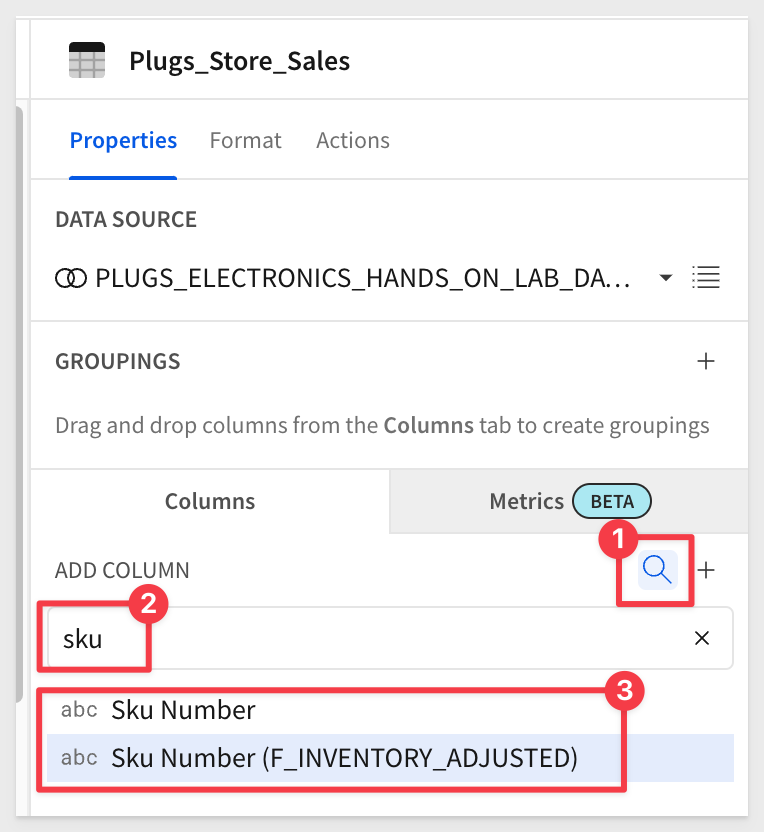 Plugs_Store_Sales
Properties Format Actions
DATA SOURCE
PLUGS_ELECTRONICS_HANDS_ON_LAB_DA...
GROUPINGS
Drag and drop columns from the Columns tab to create groupings
Columns Metrics BETA
1
ADD COLUMN
2
sku
3
abc Sku Number
abc Sku Number (F_INVENTORY_ADJUSTED)